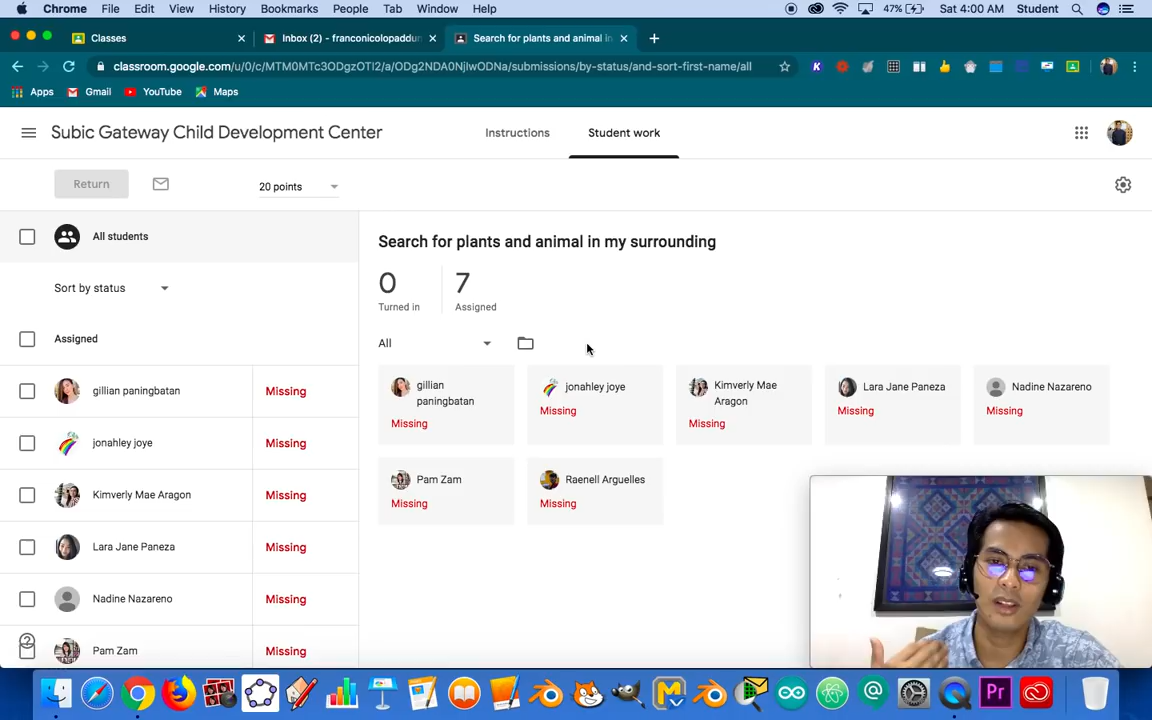 Chrome File Edit View History Bookmarks People Tab Window Help 47% Sat 4:00 AM Student
Classes
Inbox (2) - franconicolopaddur
Search for plants and animal in
classroom.google.com/u/0/c/
/submissions/by-status/and-sort-first-name/all
Apps Gmail YouTube Maps
Subic Gateway Child Development Center
Instructions
Student work
Return
20 points
All students
Sort by status
Assigned
gillian paningbatan Missing
jonahley joye Missing
Kimverly Mae Aragon Missing
Lara Jane Paneza Missing
Nadine Nazareno Missing
Pam Zam Missing
Search for plants and animal in my surrounding
0 7
Turned in Assigned
All
gillian
paningbatan
Missing
jonahley joye
Missing
Kimverly Mae
Aragon
Missing
Lara Jane Paneza
Missing
Nadine Nazareno
Missing
Pam Zam
Missing
Raenell Arguelles
Missing
Pr